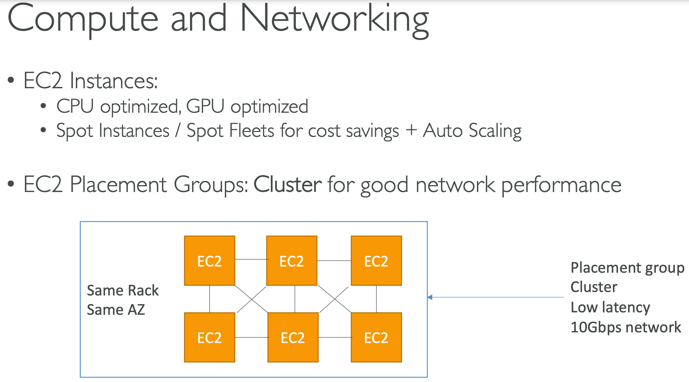 Compute and Networking
• EC2 Instances:
• CPU optimized, GPU optimized
• Spot Instances / Spot Fleets for cost savings + Auto Scaling
• EC2 Placement Groups: Cluster for good network performance
Same Rack
Same AZ
EC2 EC2 EC2
EC2 EC2 EC2
Placement group
Cluster
Low latency
10Gbps network